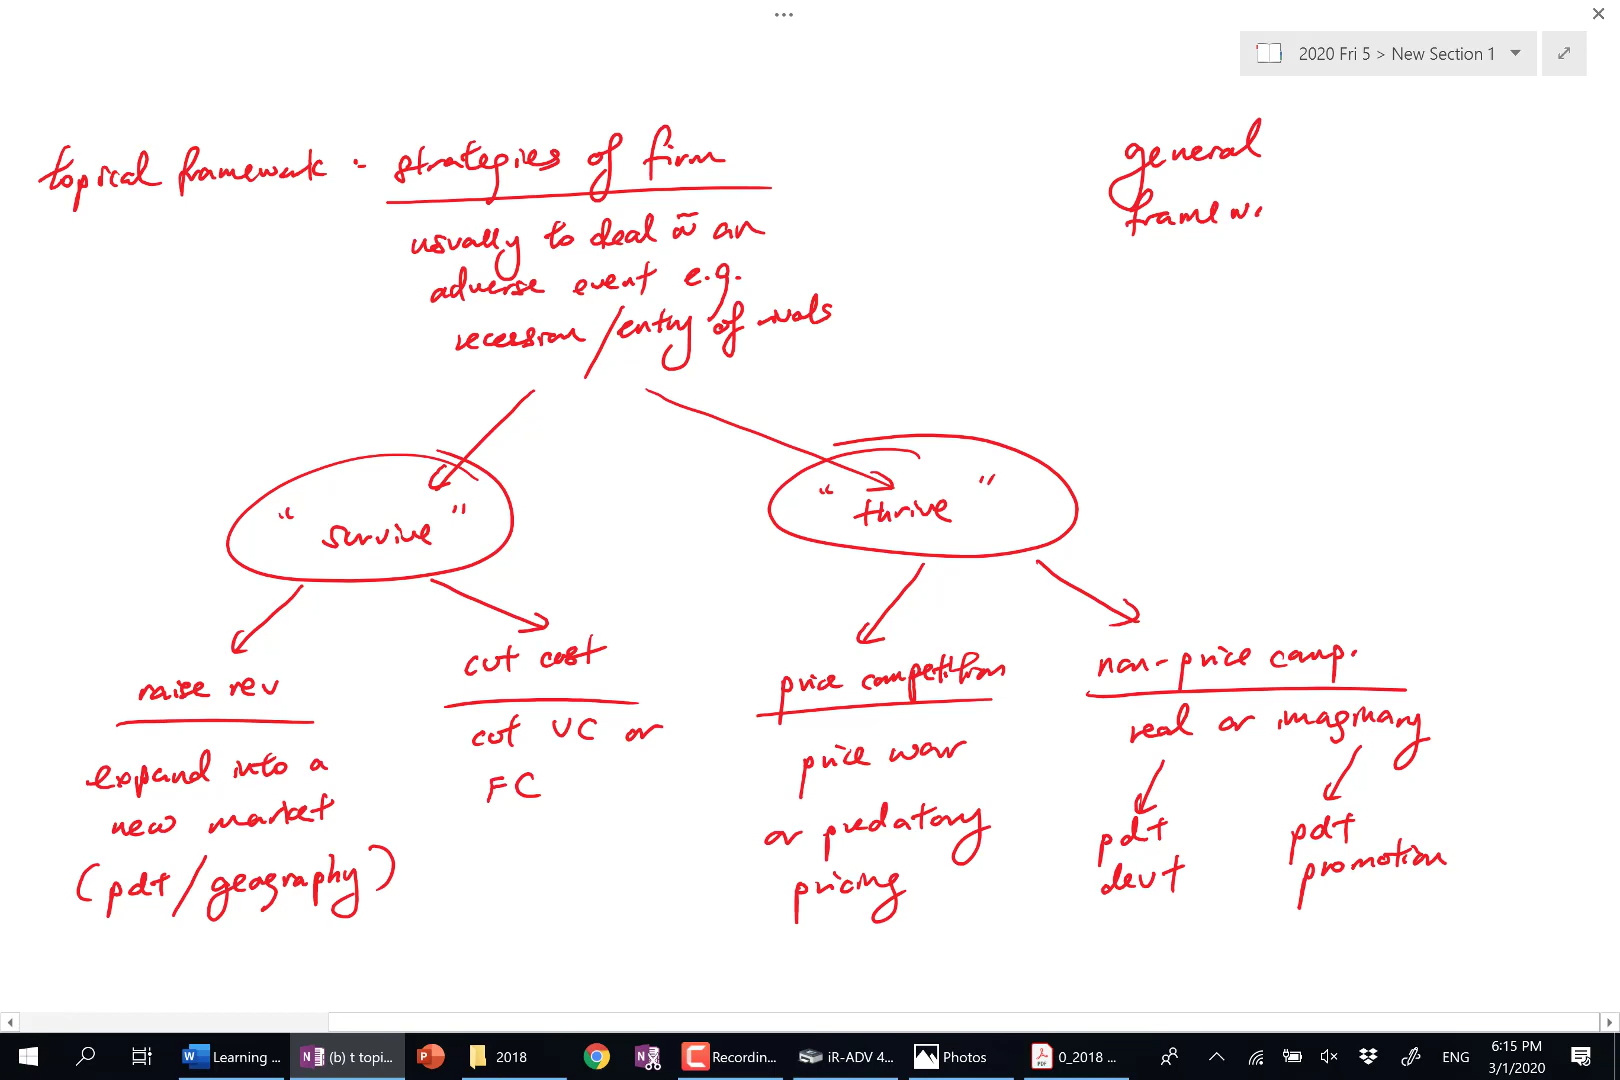 ...
2020 Fri 5 > New Section 1
topical framework : strategies of firm
usually to deal w̃ an
adverse event e.g.
recession / entry of rivals
general
framew.
"survive"
"thrive"
raise rev
expand into a
new market
(pdt / geography)
cut cost
cut VC or
FC
price competition
price war
or predatory
pricing
non-price comp.
real or imaginary
pdt
devt
pdt
promotion
Learning ...
(b) t topi...
2018
Recordin...
iR-ADV 4...
Photos
0_2018 ...
ENG
6:15 PM
3/1/2020